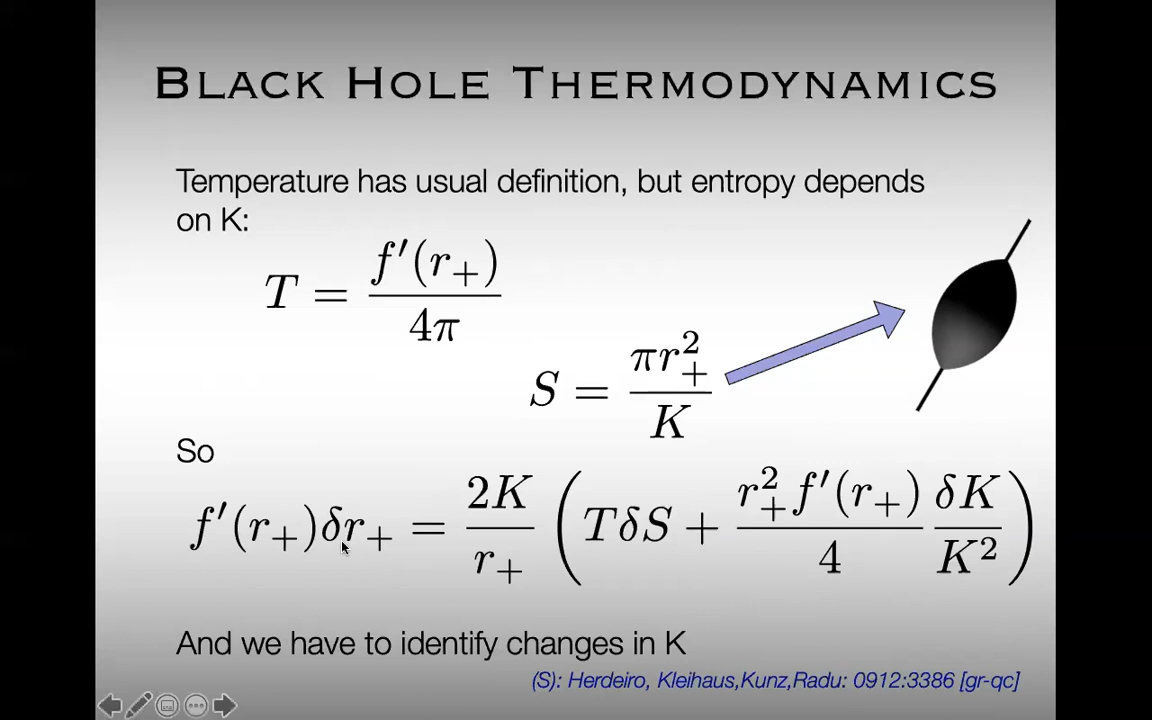 BLACK HOLE THERMODYNAMICS
Temperature has usual definition, but entropy depends
on K:
T = f′(r₊) / 4π
S = πr₊² / K
So
f′(r₊)δr₊ = 2K / r₊ ( TδS + r₊² f′(r₊) / 4 δK / K² )
And we have to identify changes in K
(S): Herdeiro, Kleihaus,Kunz,Radu: 0912:3386 [gr-qc]